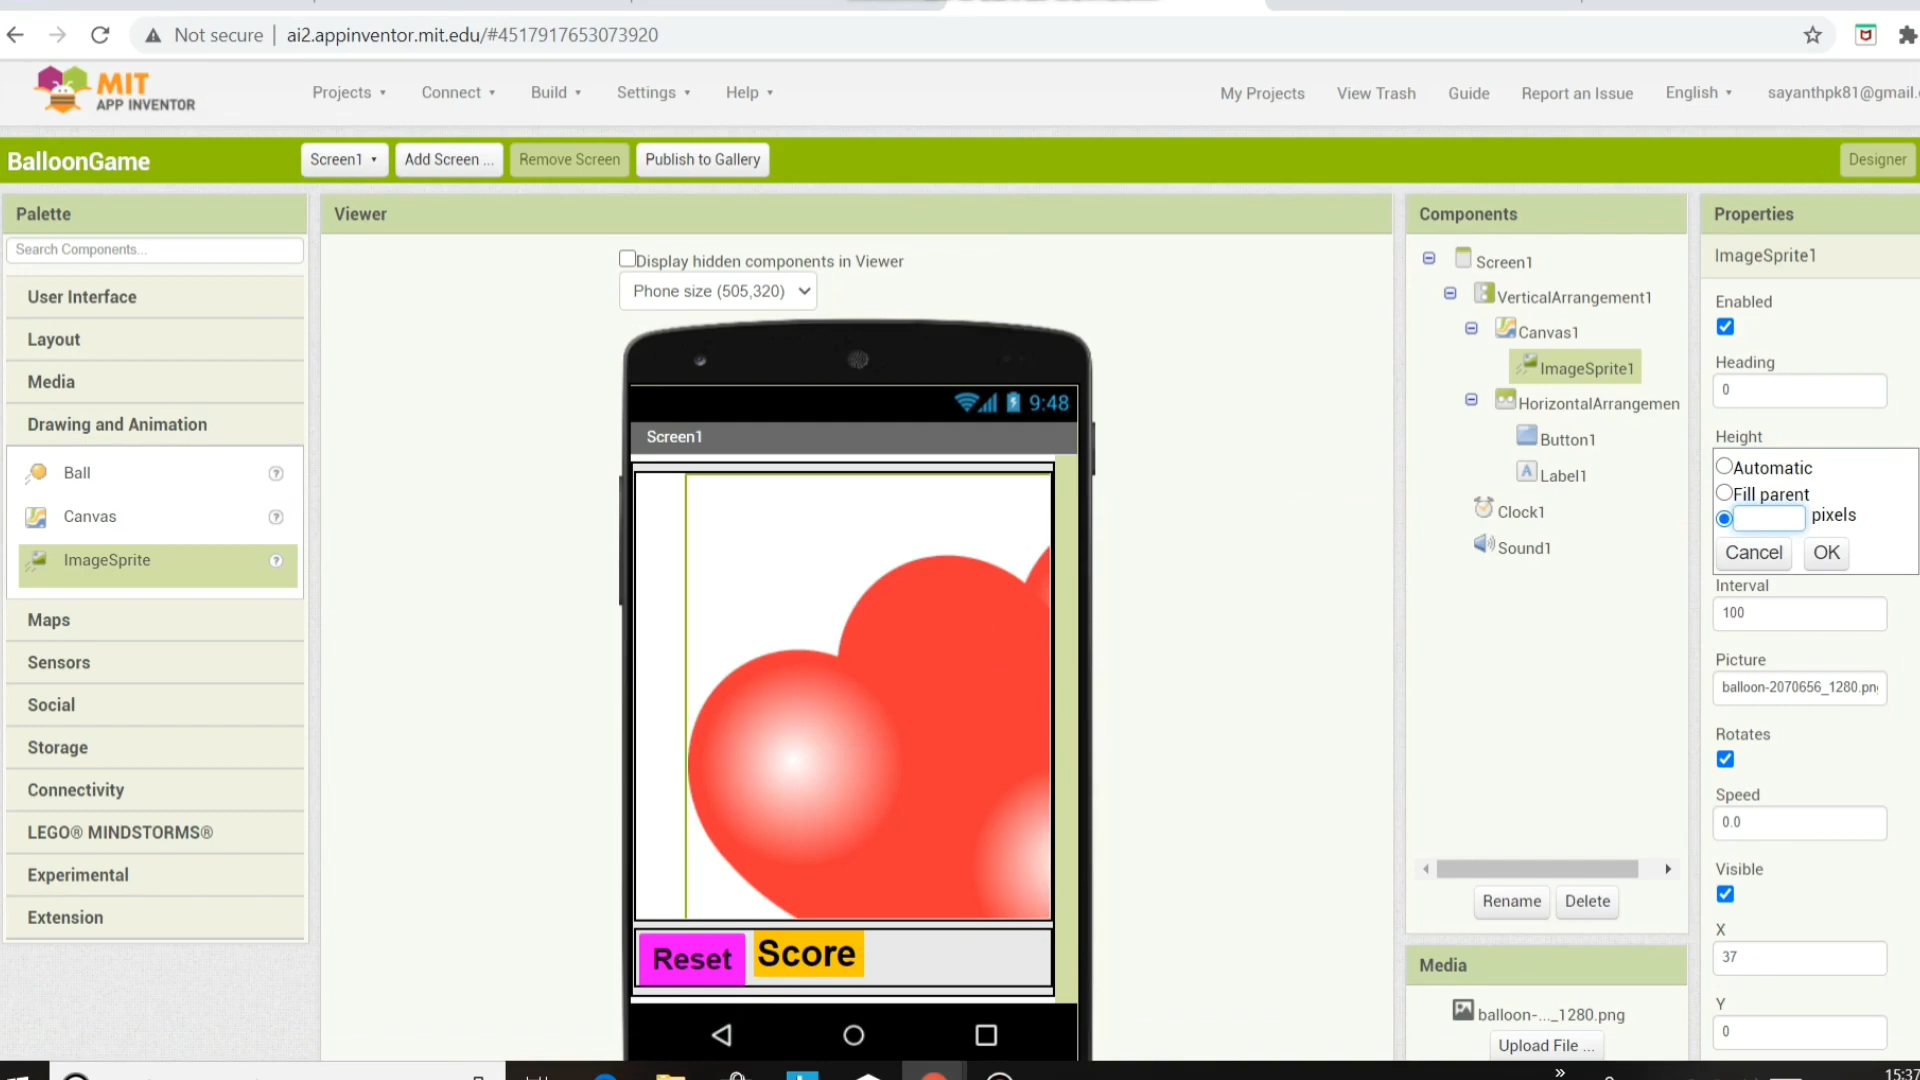 Not secure | ai2.appinventor.mit.edu/#4517917653073920
MIT
APP INVENTOR
Projects
Connect
Build
Settings
Help
My Projects
View Trash
Guide
Report an Issue
English
sayanthpk81@gmail.
BalloonGame
Screen1
Add Screen ...
Remove Screen
Publish to Gallery
Designer
Palette
Search Components...
User Interface
Layout
Media
Drawing and Animation
Ball
Canvas
ImageSprite
Maps
Sensors
Social
Storage
Connectivity
LEGO® MINDSTORMS®
Experimental
Extension
Viewer
Display hidden components in Viewer
Phone size (505,320)
9:48
Screen1
Reset
Score
Components
Screen1
VerticalArrangement1
Canvas1
ImageSprite1
HorizontalArrangemen
Button1
Label1
Clock1
Sound1
Rename
Delete
Media
balloon-..._1280.png
Upload File ...
Properties
ImageSprite1
Enabled
Heading
0
Height
Automatic
Fill parent
pixels
Cancel
OK
Interval
100
Picture
balloon-2070656_1280.pn
Rotates
Speed
0.0
Visible
X
37
Y
0
15:37